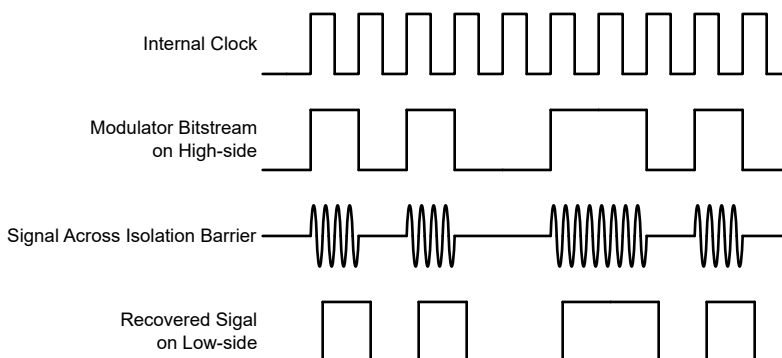 Internal Clock
Modulator Bitstream
on High-side
Signal Across Isolation Barrier
Recovered Sigal
on Low-side